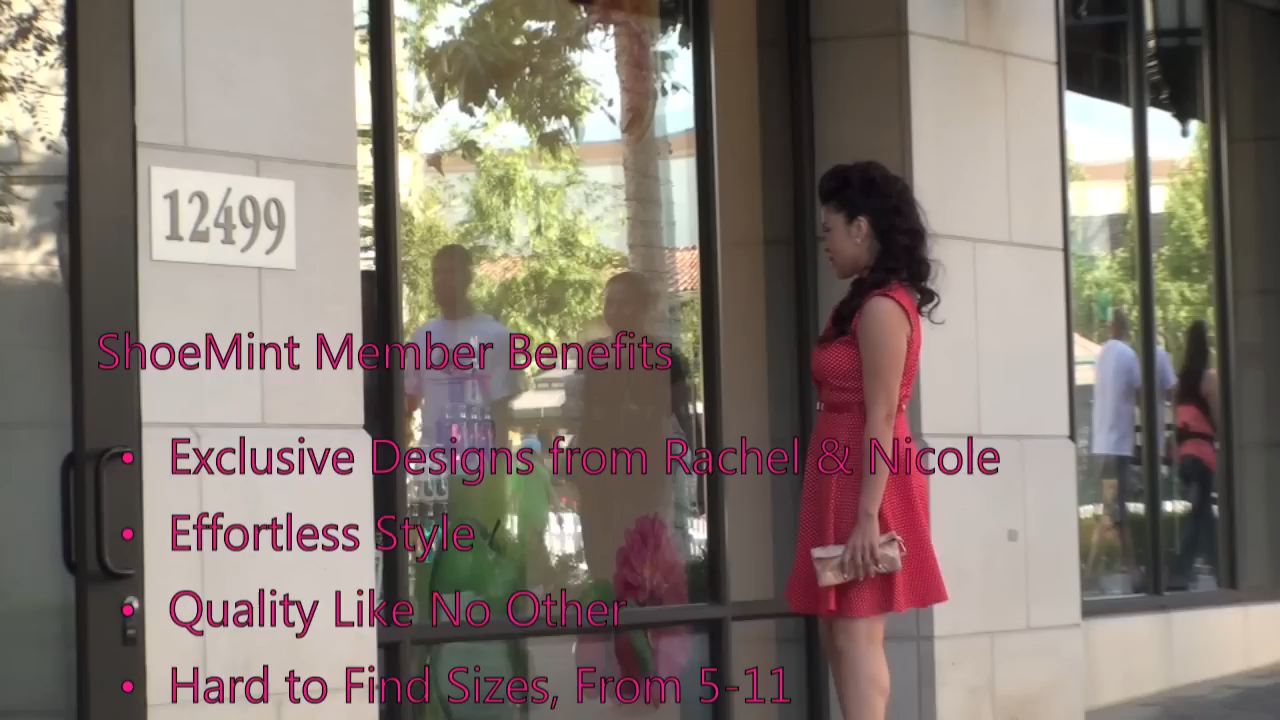 12499
ShoeMint Member Benefits
• Exclusive Designs from Rachel & Nicole
• Effortless Style
• Quality Like No Other
• Hard to Find Sizes, From 5-11